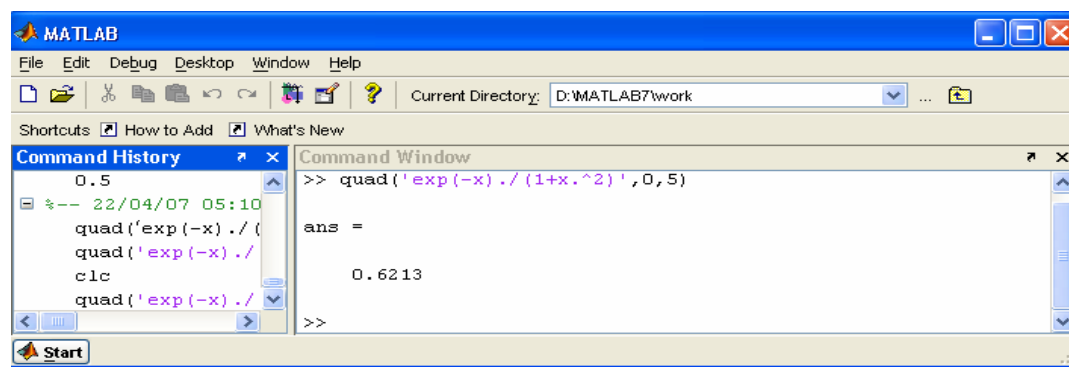 MATLAB
File Edit Debug Desktop Window Help
Current Directory: D:\MATLAB7\work ...
Shortcuts How to Add What's New
Command History
0.5
%-- 22/04/07 05:10
quad(‘exp(-x)./(
quad('exp(-x)./
clc
quad('exp(-x)./
Command Window
>> quad('exp(-x)./(1+x.^2)',0,5)
ans =
0.6213
>>
Start